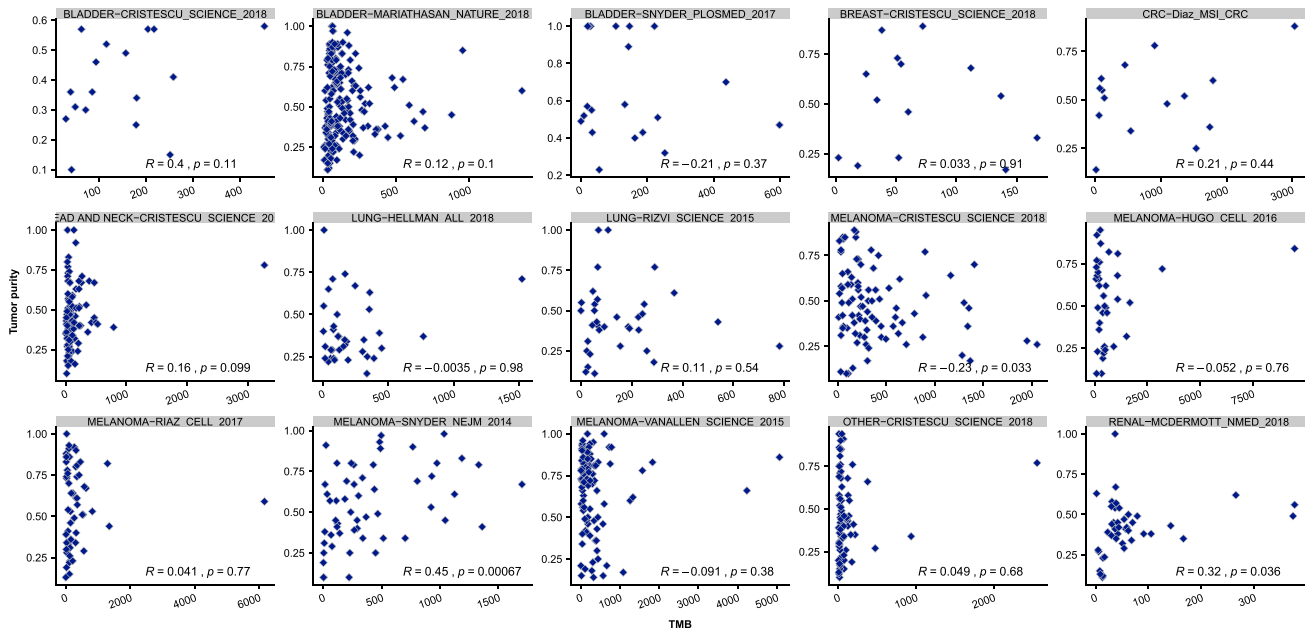 BLADDER−CRISTESCU_SCIENCE_2018
BLADDER−MARIATHASAN_NATURE_2018
BLADDER−SNYDER_PLOSMED_2017
BREAST−CRISTESCU_SCIENCE_2018
CRC−Diaz_MSI_CRC
0.6
0.5
0.4
0.3
0.2
0.1
R = 0.4 , p = 0.11
100 200 300 400
1.00
0.75
0.50
0.25
R = 0.12 , p = 0.1
0 500 1000
1.0
0.8
0.6
0.4
0.2
R = −0.21 , p = 0.37
0 200 400 600
0.75
0.50
0.25
R = 0.033 , p = 0.91
0 50 100 150
0.8
0.6
0.4
0.2
R = 0.21 , p = 0.44
0 1000 2000 3000
EAD AND NECK−CRISTESCU_SCIENCE_20
LUNG−HELLMAN_ALL_2018
LUNG−RIZVI_SCIENCE_2015
MELANOMA−CRISTESCU_SCIENCE_2018
MELANOMA−HUGO_CELL_2016
Tumor purity
1.00
0.75
0.50
0.25
R = 0.16 , p = 0.099
0 1000 2000 3000
1.00
0.75
0.50
0.25
R = −0.0035 , p = 0.98
0 500 1000 1500
1.00
0.75
0.50
0.25
R = 0.11 , p = 0.54
0 200 400 600 800
0.75
0.50
0.25
R = −0.23 , p = 0.033
0 500 1000 1500 2000
1.00
0.75
0.50
0.25
R = −0.052 , p = 0.76
0 2500 5000 7500
MELANOMA−RIAZ_CELL_2017
MELANOMA−SNYDER_NEJM_2014
MELANOMA−VANALLEN_SCIENCE_2015
OTHER−CRISTESCU_SCIENCE_2018
RENAL−MCDERMOTT_NMED_2018
1.00
0.75
0.50
0.25
R = 0.041 , p = 0.77
0 2000 4000 6000
1.00
0.75
0.50
0.25
R = 0.45 , p = 0.00067
0 500 1000 1500
1.00
0.75
0.50
0.25
R = −0.091 , p = 0.38
0 1000 2000 3000 4000 5000
0.75
0.50
0.25
R = 0.049 , p = 0.68
0 1000 2000
1.00
0.75
0.50
0.25
R = 0.32 , p = 0.036
0 100 200 300
TMB